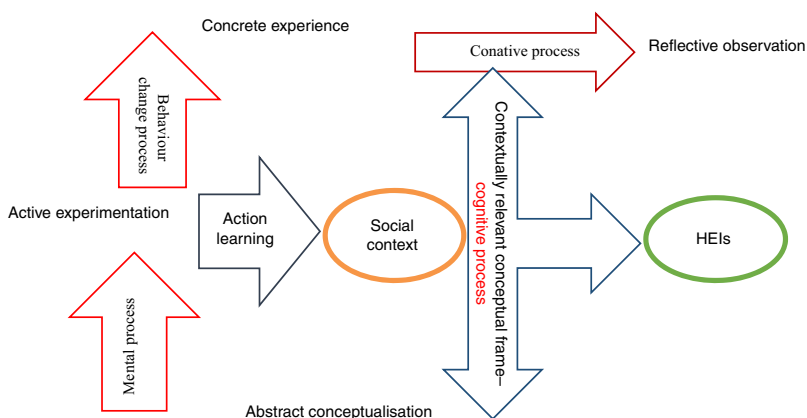 Concrete experience
Conative process
Reflective observation
Behaviour
change process
Contextually relevant conceptual frame–
cognitive process
Active experimentation
Action
learning
Social
context
HEIs
Mental process
Abstract conceptualisation